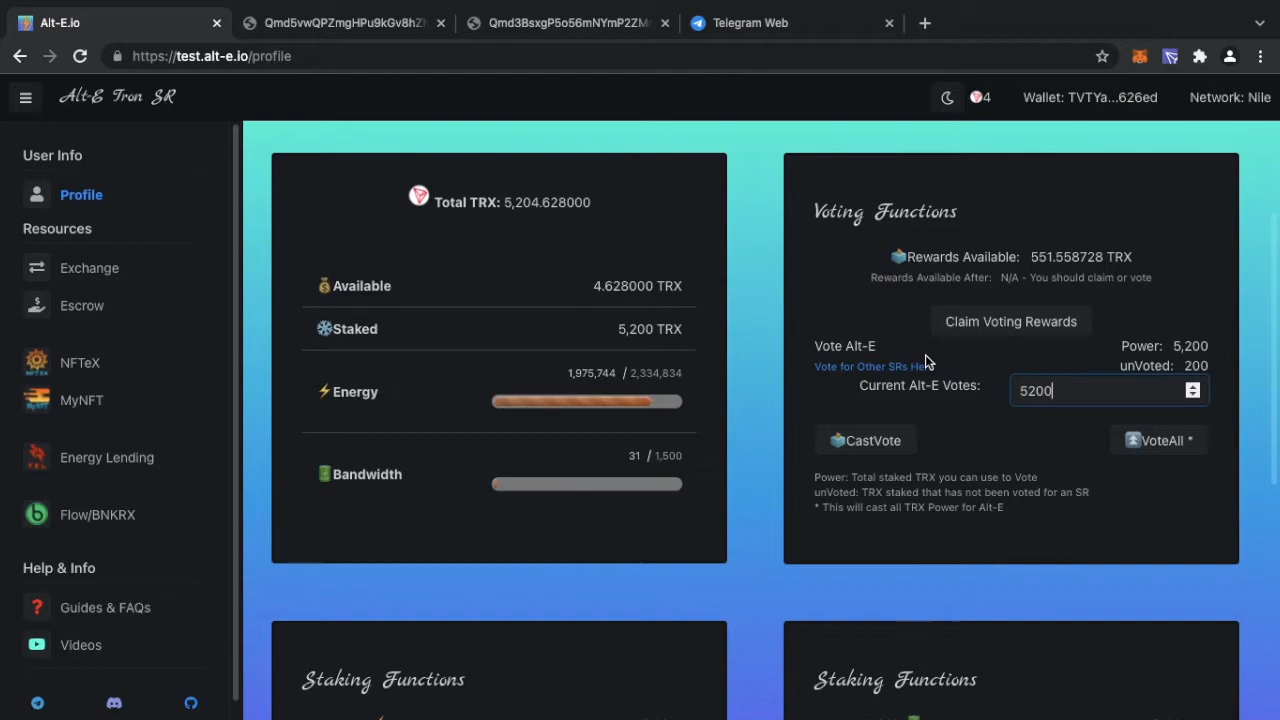 Alt-E.io
Qmd5vwQPZmgHPu9kGv8hZ
Qmd3BsxgP5o56mNYmP2ZM
Telegram Web
https://test.alt-e.io/profile
Alt-E Tron SR
4
Wallet: TVTYa...626ed
Network: Nile
User Info
Profile
Resources
Exchange
Escrow
NFTeX
MyNFT
Energy Lending
Flow/BNKRX
Help & Info
Guides & FAQs
Videos
Total TRX: 5,204.628000
Available 4.628000 TRX
Staked 5,200 TRX
1,975,744 / 2,334,834
Energy
31 / 1,500
Bandwidth
Voting Functions
Rewards Available: 551.558728 TRX
Rewards Available After: N/A - You should claim or vote
Claim Voting Rewards
Vote Alt-E Power: 5,200
Vote for Other SRs unVoted: 200
Current Alt-E Votes: 5200
CastVote VoteAll *
Power: Total staked TRX you can use to Vote
unVoted: TRX staked that has not been voted for an SR
* This will cast all TRX Power for Alt-E
Staking Functions
Staking Functions